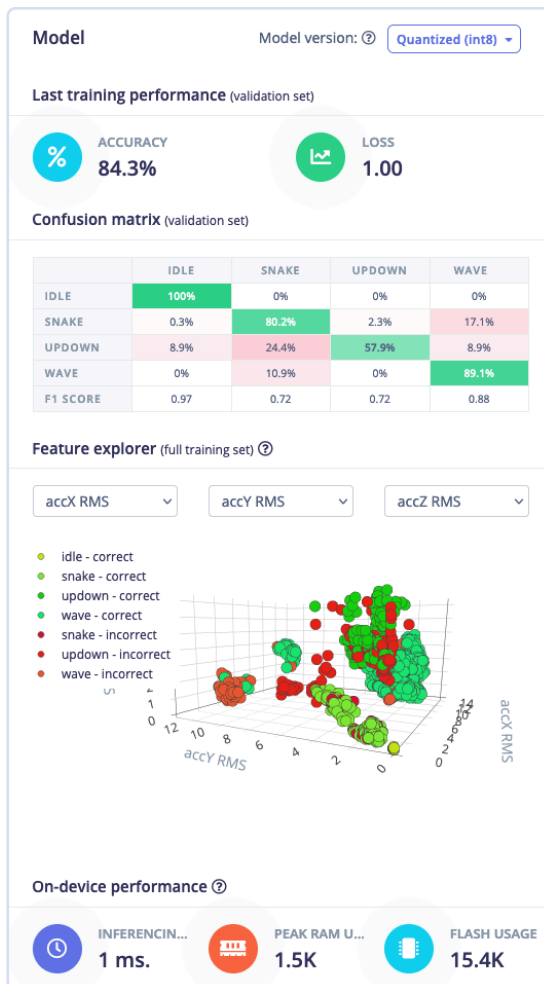 Model
Model version: Quantized (int8)
Last training performance (validation set)
ACCURACY
84.3%
LOSS
1.00
Confusion matrix (validation set)
IDLE SNAKE UPDOWN WAVE
IDLE 100% 0% 0% 0%
SNAKE 0.3% 80.2% 2.3% 17.1%
UPDOWN 8.9% 24.4% 57.9% 8.9%
WAVE 0% 10.9% 0% 89.1%
F1 SCORE 0.97 0.72 0.72 0.88
Feature explorer (full training set)
accX RMS accY RMS accZ RMS
idle - correct
snake - correct
updown - correct
wave - correct
snake - incorrect
updown - incorrect
wave - incorrect
1
0
12 10 8 6 4 2 0
accY RMS
14
12
10
8
6
4
2
0
accX RMS
On-device performance
INFERENCIN...
1 ms.
PEAK RAM U...
1.5K
FLASH USAGE
15.4K